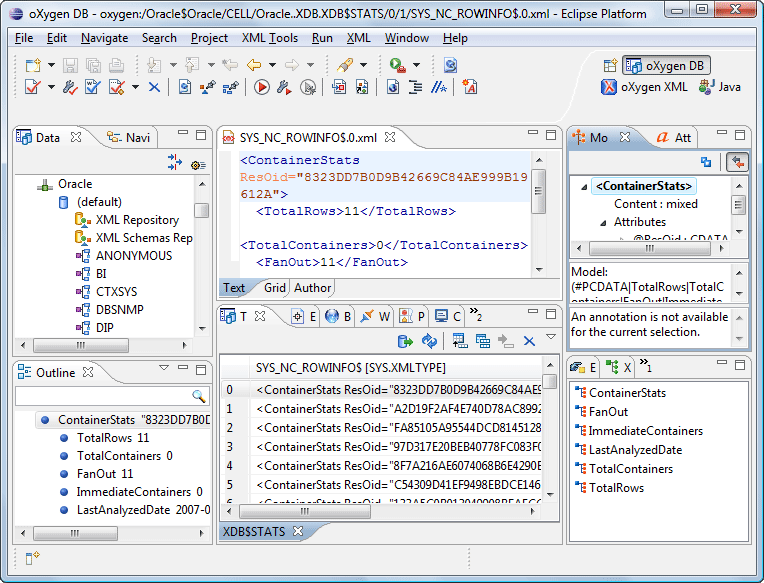 oXygen DB - oxygen:/Oracle$Oracle/CELL/Oracle..XDB.XDB$STATS/0/1/SYS_NC_ROWINFO$.0.xml - Eclipse Platform
File Edit Navigate Search Project XML Tools Run XML Window Help
oXygen DB
oXygen XML Java
Data Navi
Oracle
(default)
XML Repository
XML Schemas Rep
ANONYMOUS
BI
CTXSYS
DBSNMP
DIP
Outline
ContainerStats "8323DD7B0D
TotalRows 11
TotalContainers 0
FanOut 11
ImmediateContainers 0
LastAnalyzedDate 2007-0
SYS_NC_ROWINFO$.0.xml
<ContainerStats
ResOid="8323DD7B0D9B42669C84AE999B19
612A">
<TotalRows>11</TotalRows>
<TotalContainers>0</TotalContainers>
<FanOut>11</FanOut>
Text Grid Author
T E B W P C »2
SYS_NC_ROWINFO$ [SYS.XMLTYPE]
0 <ContainerStats ResOid="8323DD7B0D9B42669C84AE9
1 <ContainerStats ResOid="A2D19F2AF4E740D78AC8992
2 <ContainerStats ResOid="FA85105A95544DCD8145128
3 <ContainerStats ResOid="97D317E20BEB40778FC083F0
4 <ContainerStats ResOid="8F7A216AE6074068B6E4290E
5 <ContainerStats ResOid="C54309D41EF9498EBDCE146
6 <ContainerStats
XDB$STATS
Mo Att
<ContainerStats>
Content : mixed
Attributes
@ResOid : CDATA
Model:
(#PCDATA|TotalRows|TotalC
ontainers|FanOut|Immediate
An annotation is not available
for the current selection.
E X »1
ContainerStats
FanOut
ImmediateContainers
LastAnalyzedDate
TotalContainers
TotalRows